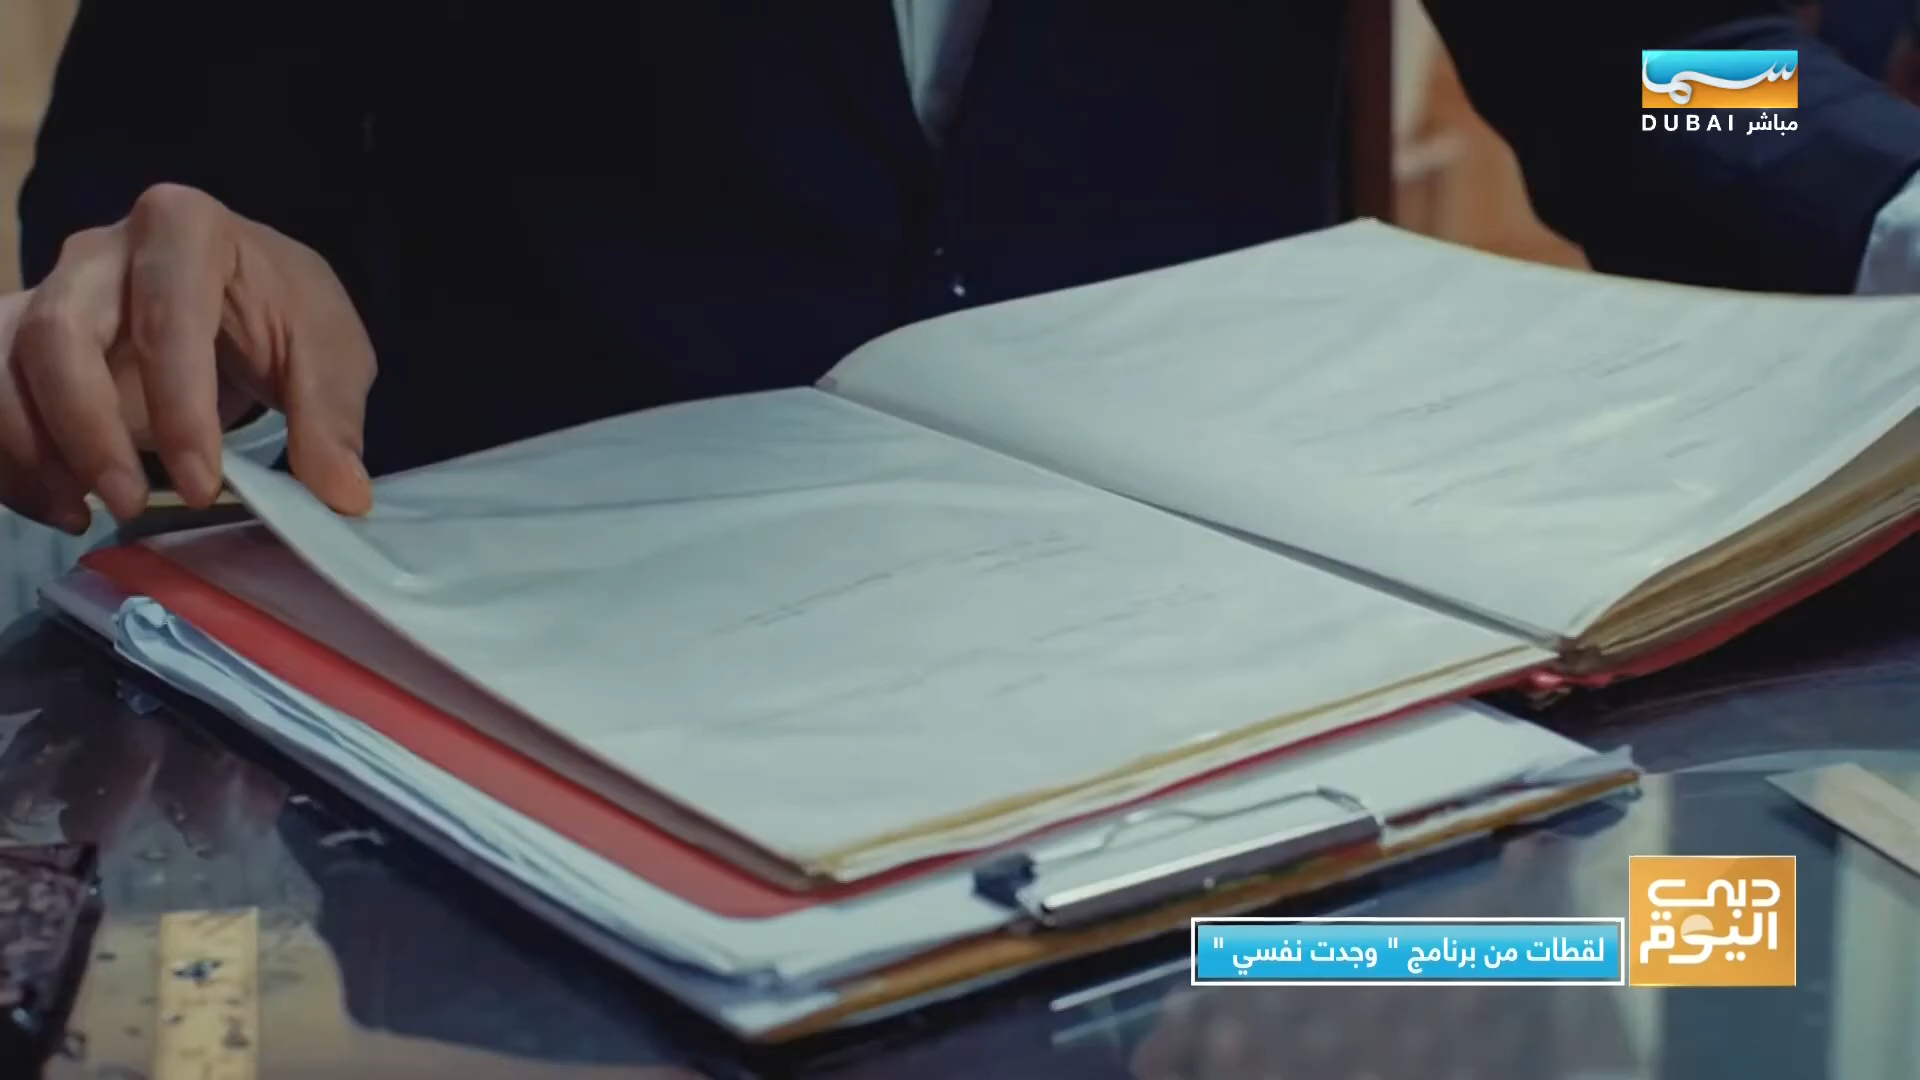 سما
DUBAI مباشر
لقطات من برنامج " وجدت نفسي "
دبي
اليوم